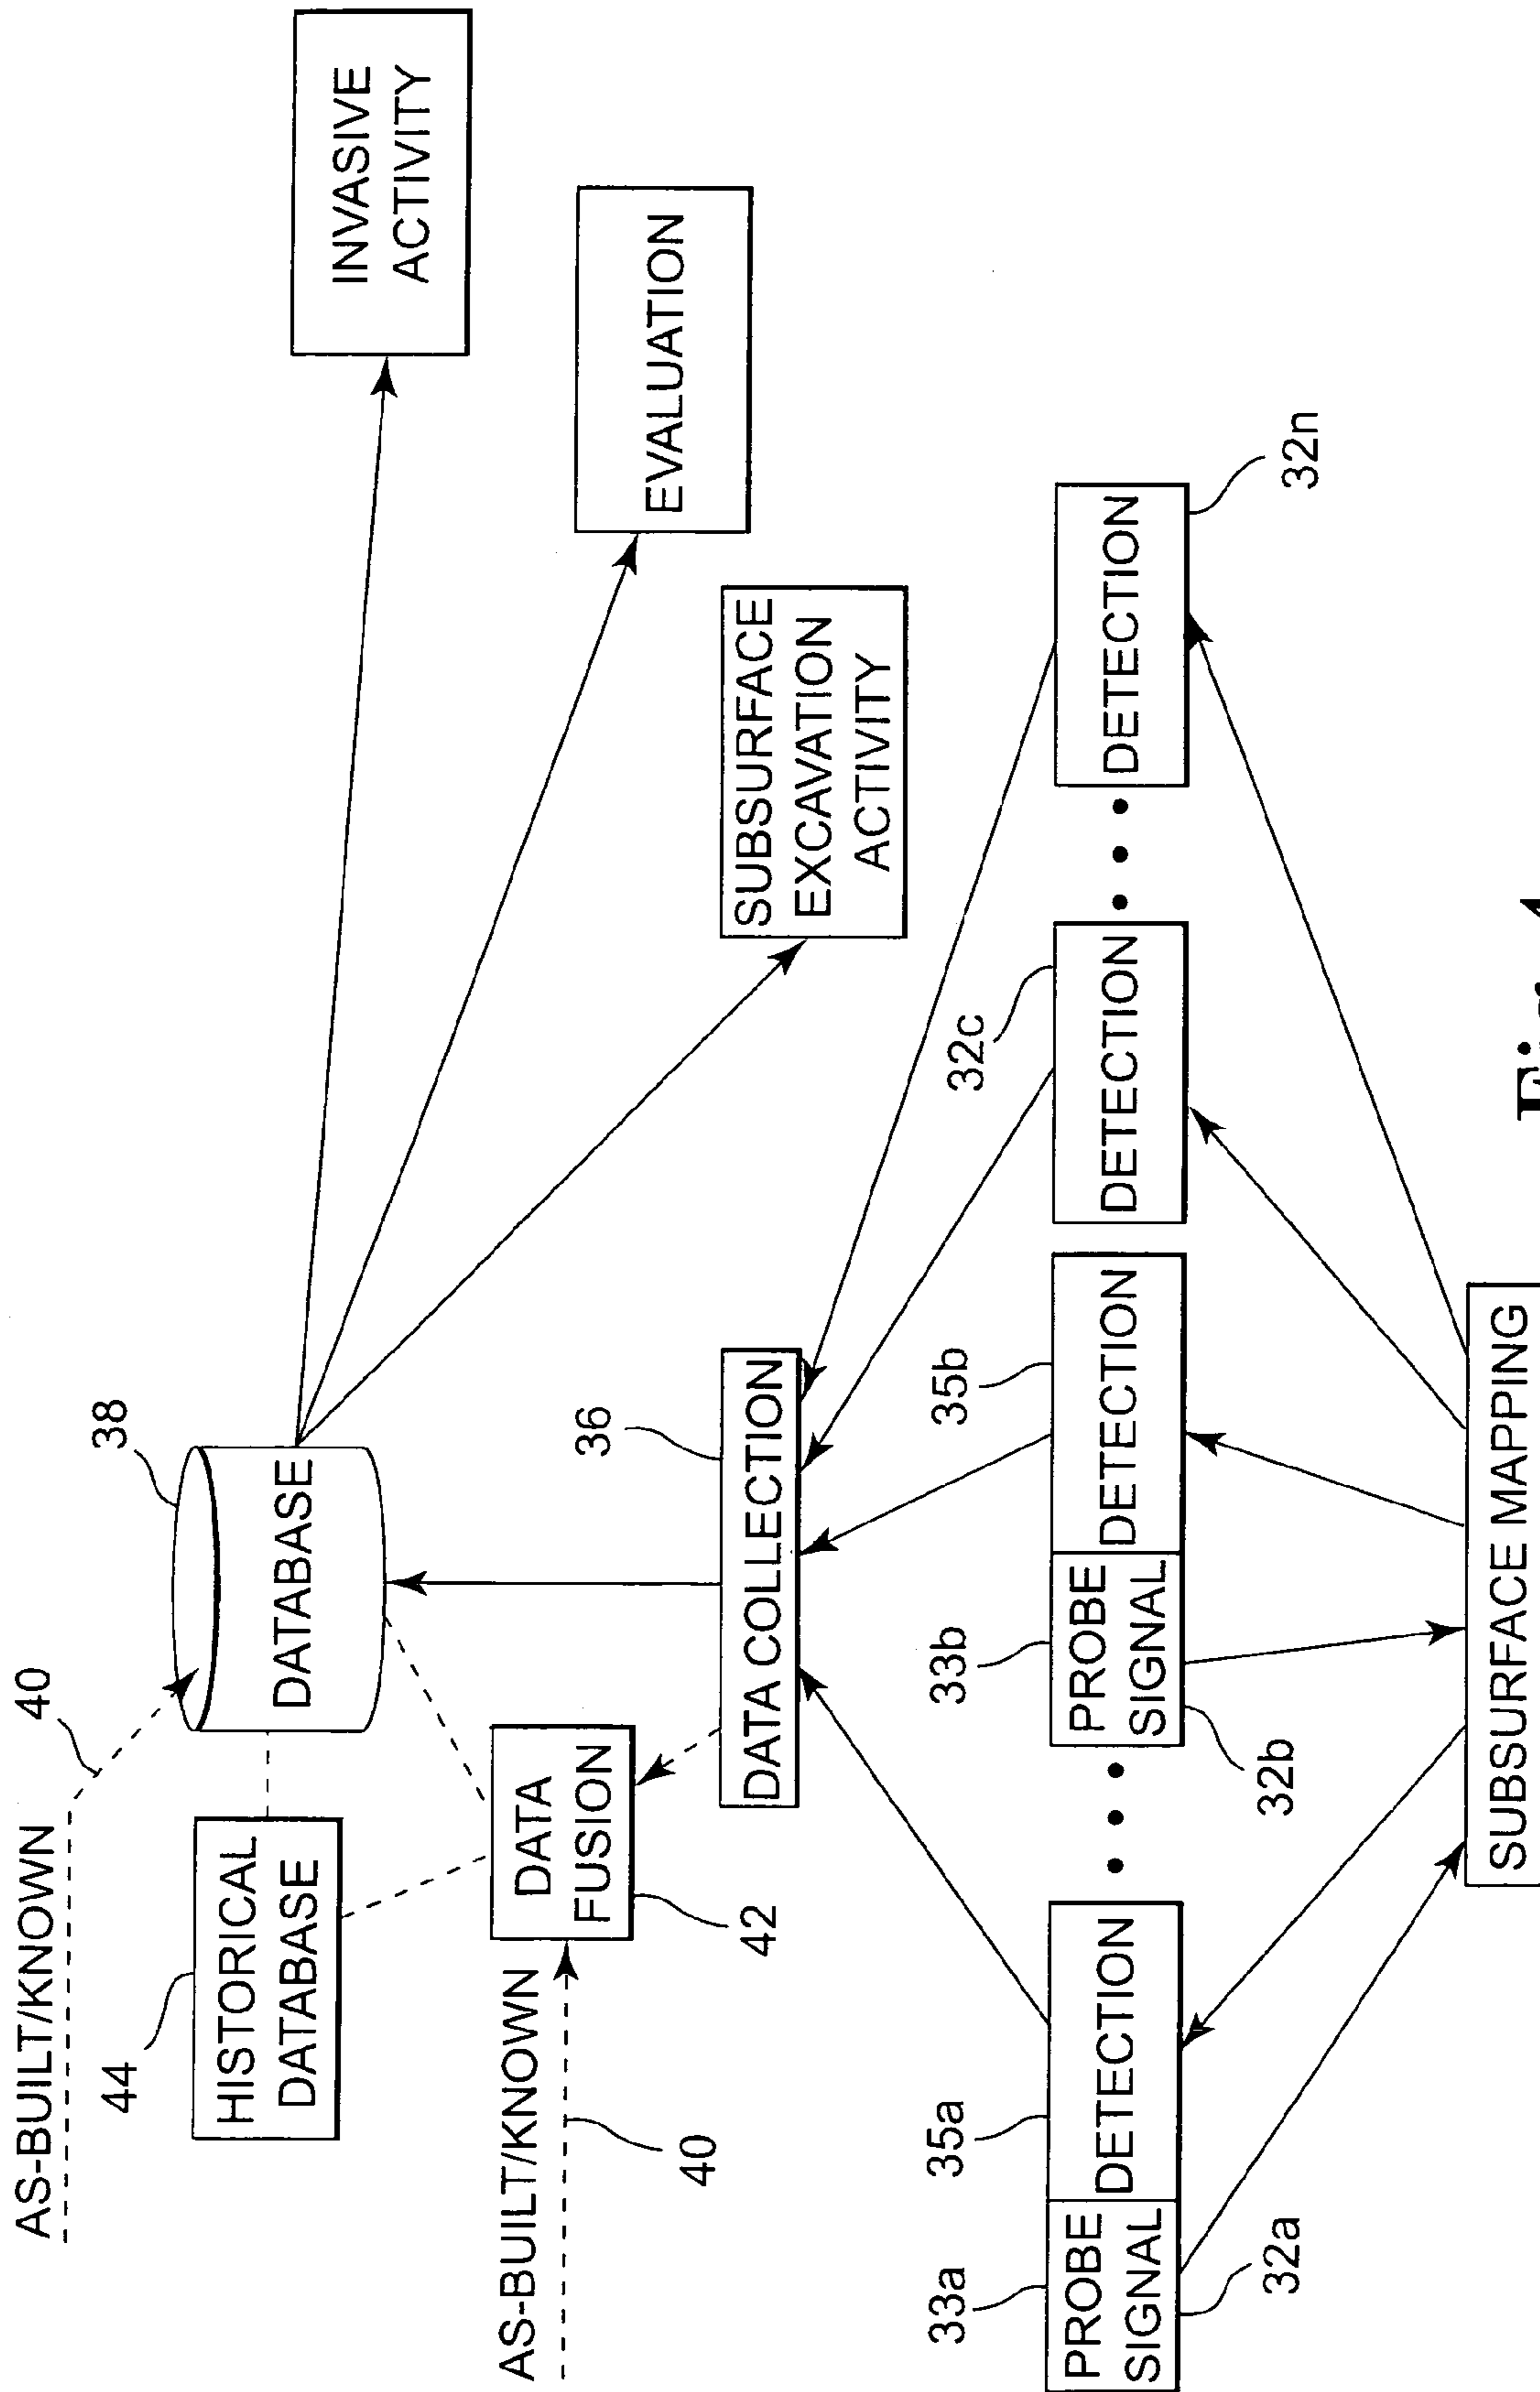 AS-BUILT/KNOWN
40
38
44
HISTORICAL
DATABASE
DATABASE
INVASIVE
ACTIVITY
AS-BUILT/KNOWN
40
DATA
FUSION
42
36
EVALUATION
DATA COLLECTION
SUBSURFACE
EXCAVATION
ACTIVITY
33a
35a
33b
35b
32c
PROBE
SIGNAL
DETECTION
PROBE
SIGNAL
DETECTION
DETECTION
DETECTION
32a
32b
32n
SUBSURFACE MAPPING